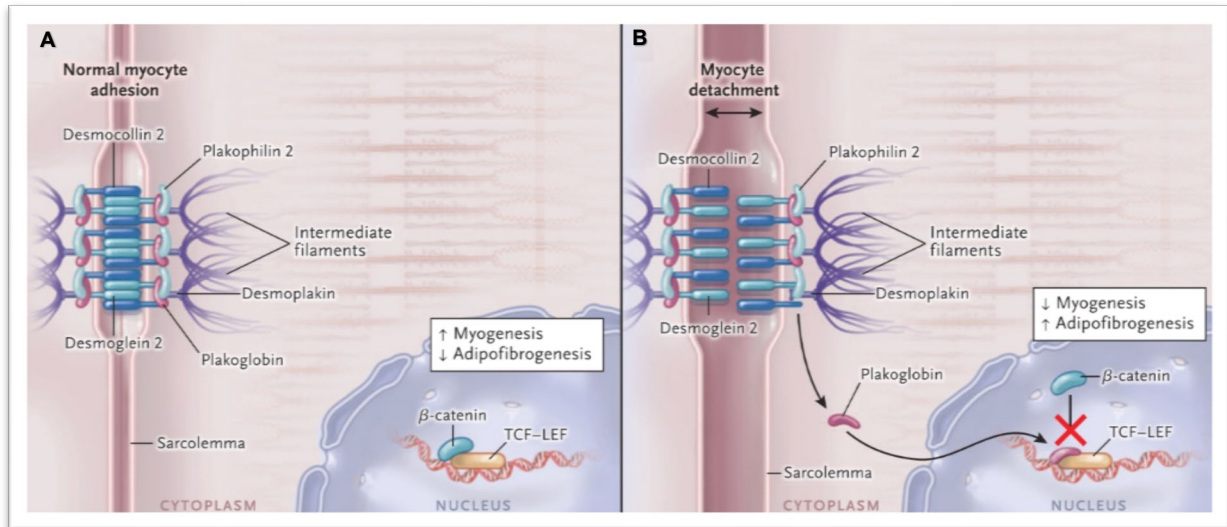 A
Normal myocyte
adhesion
Desmocollin 2
Plakophilin 2
Intermediate
filaments
Desmoplakin
Desmoglein 2
Plakoglobin
↑ Myogenesis
↓ Adipofibrogenesis
β-catenin
TCF–LEF
Sarcolemma
CYTOPLASM
NUCLEUS
B
Myocyte
detachment
Desmocollin 2
Plakophilin 2
Intermediate
filaments
Desmoplakin
Desmoglein 2
↓ Myogenesis
↑ Adipofibrogenesis
Plakoglobin
β-catenin
TCF–LEF
Sarcolemma
CYTOPLASM
NUCLEUS